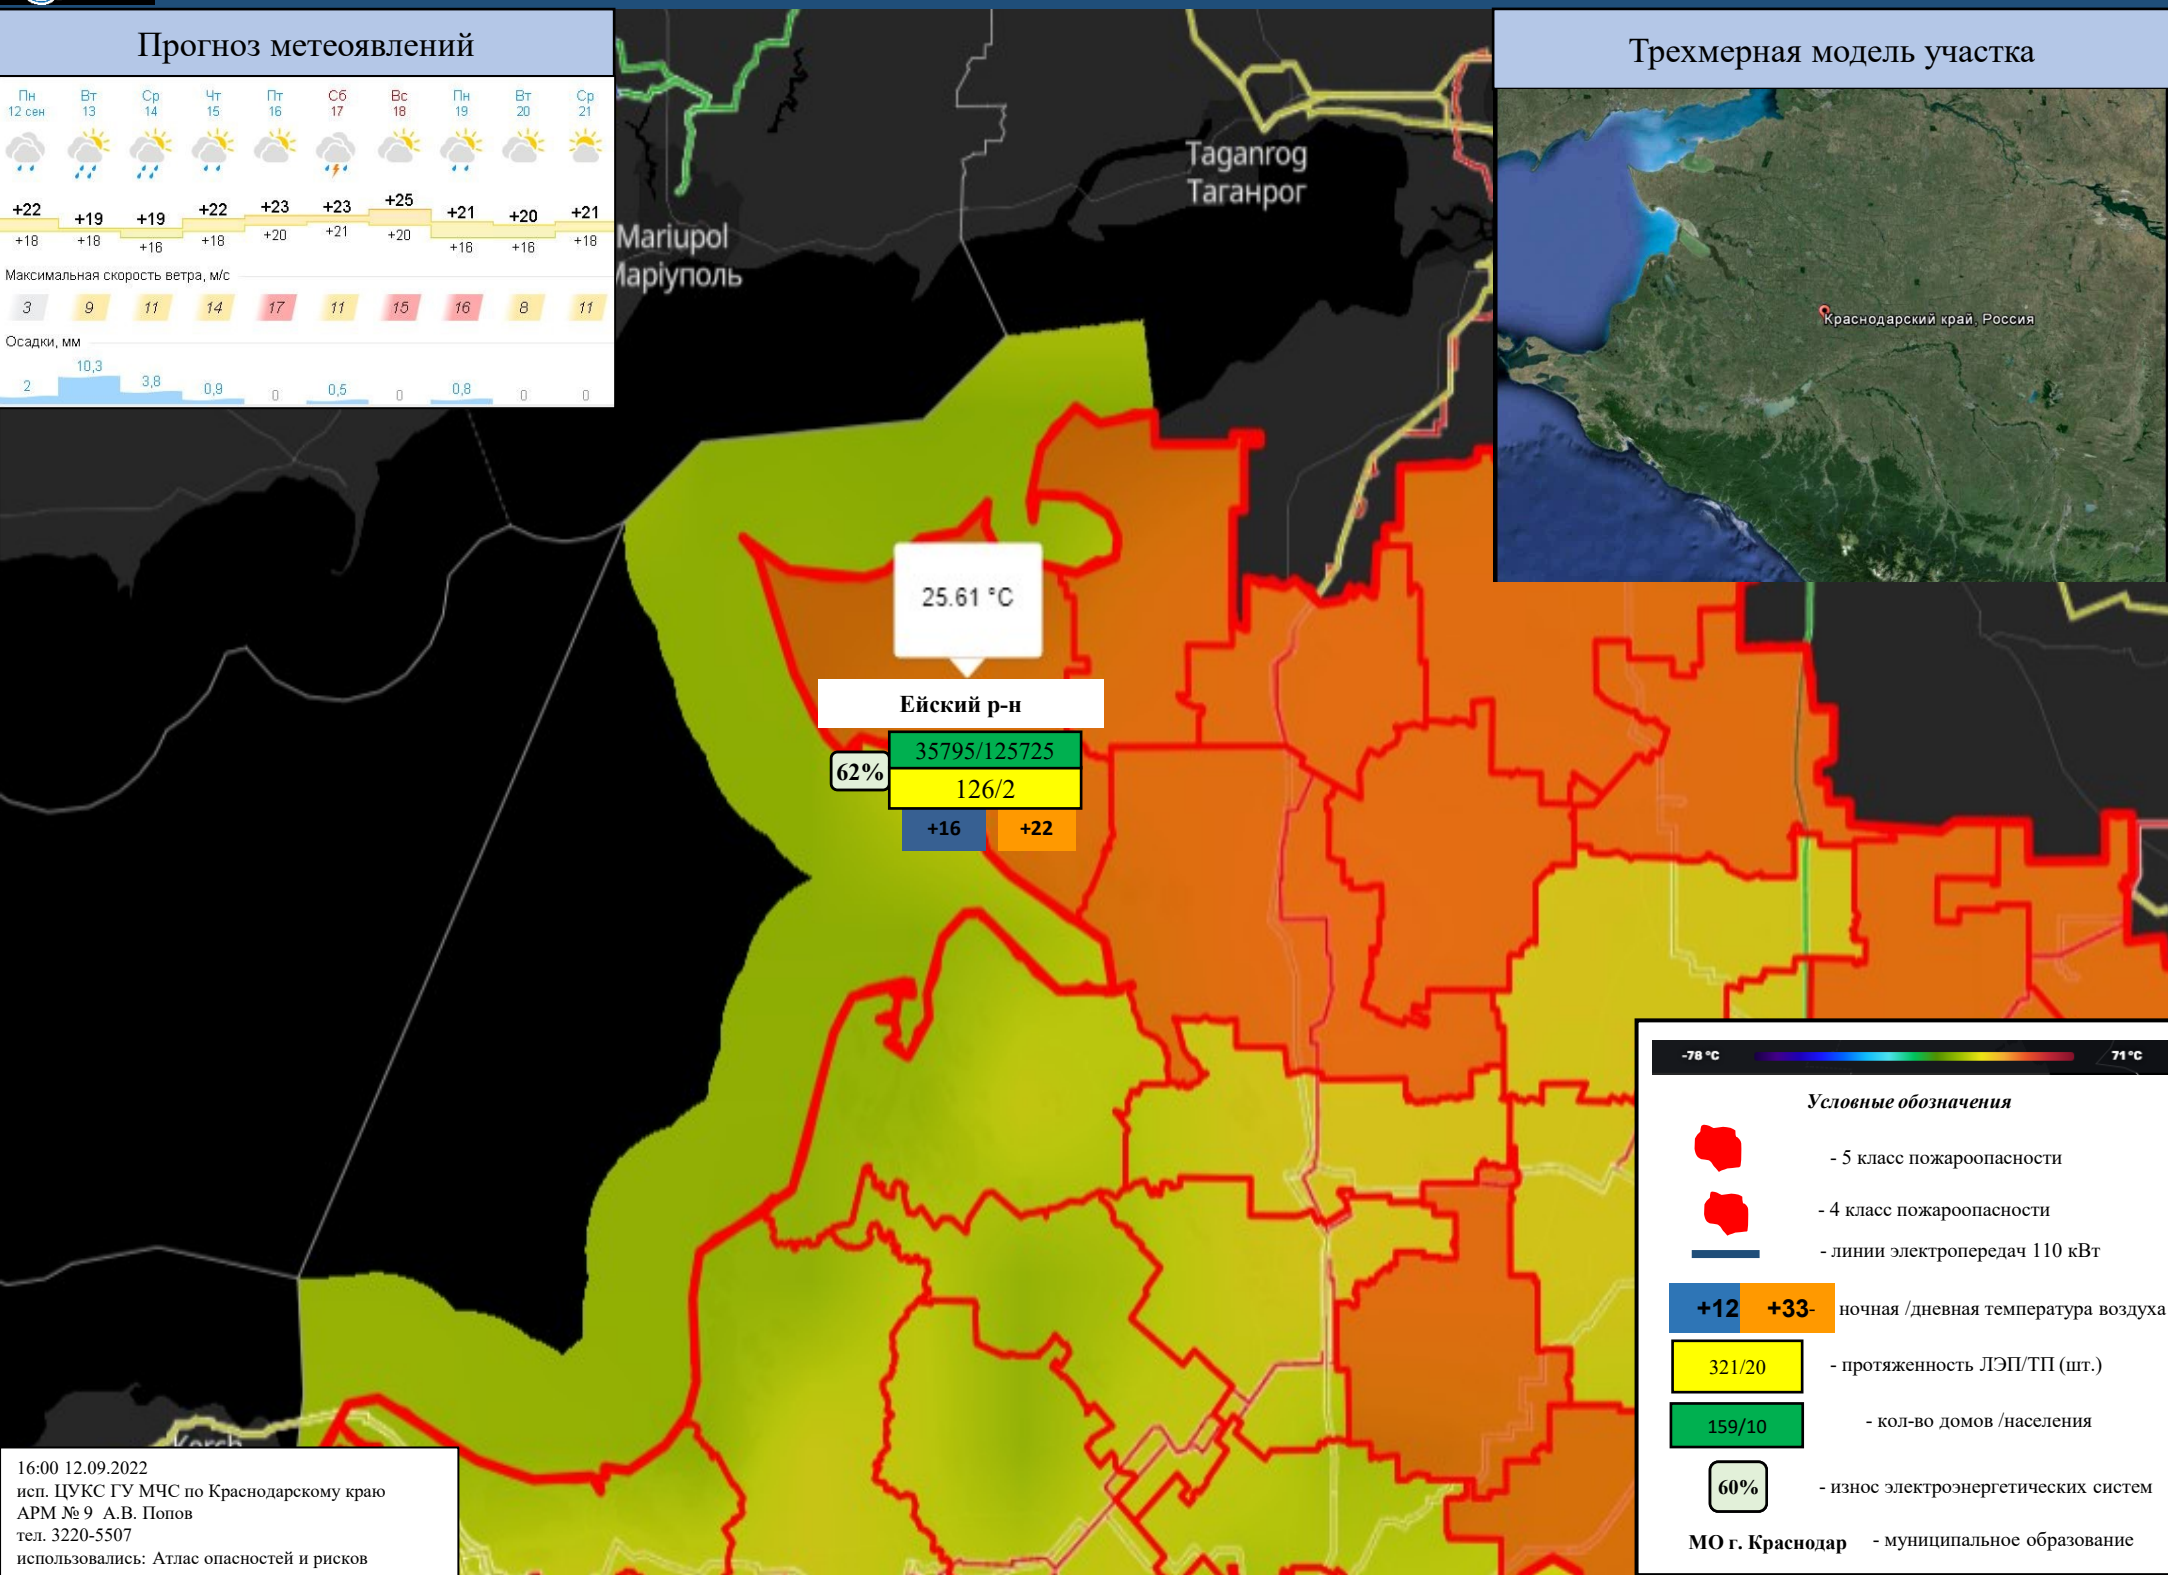 Прогноз метеоявлений
Пн Вт Ср Чт Пт Сб Вс Пн Вт Ср
12 сен 13 14 15 16 17 18 19 20 21
+22 +19 +19 +22 +23 +23 +25 +21 +20 +21
+18 +18 +16 +18 +20 +21 +20 +16 +16 +18
Максимальная скорость ветра, м/с
3 9 11 14 17 11 15 16 8 11
Осадки, мм
2 10,3 3,8 0,9 0 0,5 0 0,8 0 0
Трехмерная модель участка
Краснодарский край, Россия
Taganrog
Таганрог
Mariupol
Маріуполь
25.61 °C
Ейский р-н
35795/125725
62%
126/2
+16 +22
Kerch
-78 °C 71 °C
Условные обозначения
- 5 класс пожароопасности
- 4 класс пожароопасности
- линии электропередач 110 кВт
+12 +33- ночная /дневная температура воздуха
321/20 - протяженность ЛЭП/ТП (шт.)
159/10 - кол-во домов /населения
60% - износ электроэнергетических систем
МО г. Краснодар - муниципальное образование
16:00 12.09.2022
исп. ЦУКС ГУ МЧС по Краснодарскому краю
АРМ № 9 А.В. Попов
тел. 3220-5507
использовались: Атлас опасностей и рисков